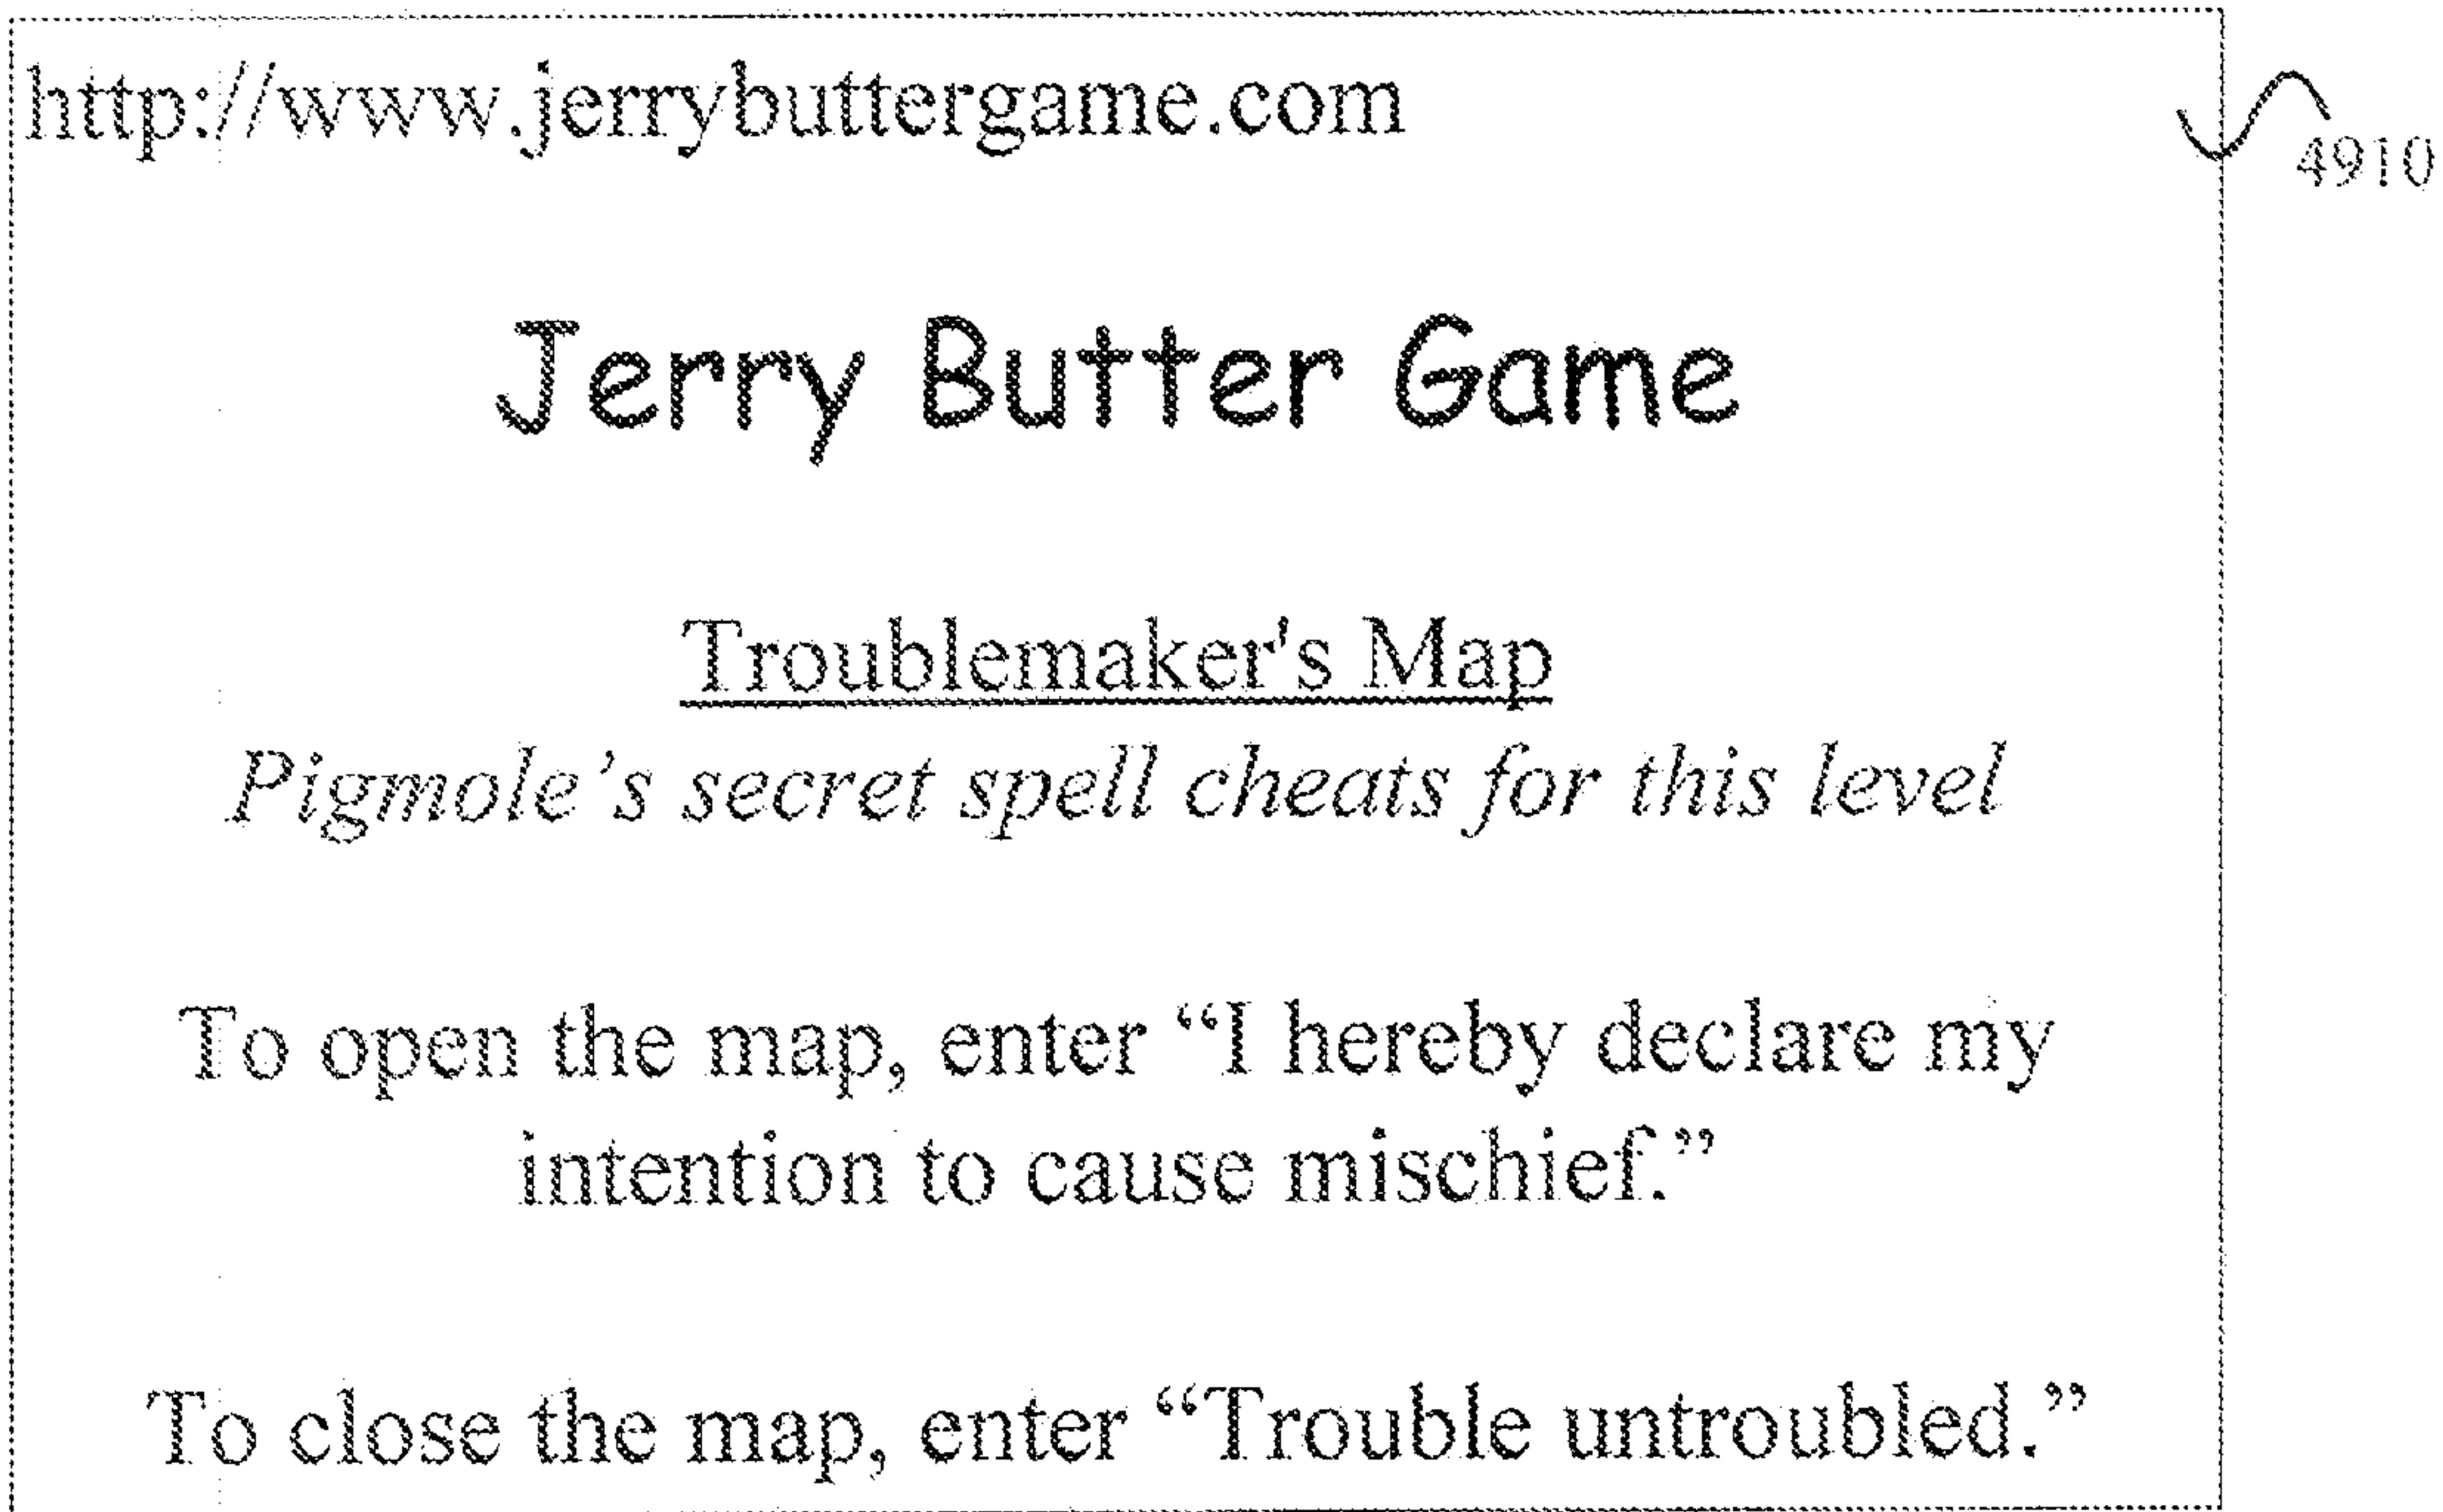 http://www.jerrybuttergame.com
4910
Jerry Butter Game
Troublemaker's Map
Pigmole’s secret spell cheats for this level
To open the map, enter “I hereby declare my
intention to cause mischief.”
To close the map, enter “Trouble untroubled.”